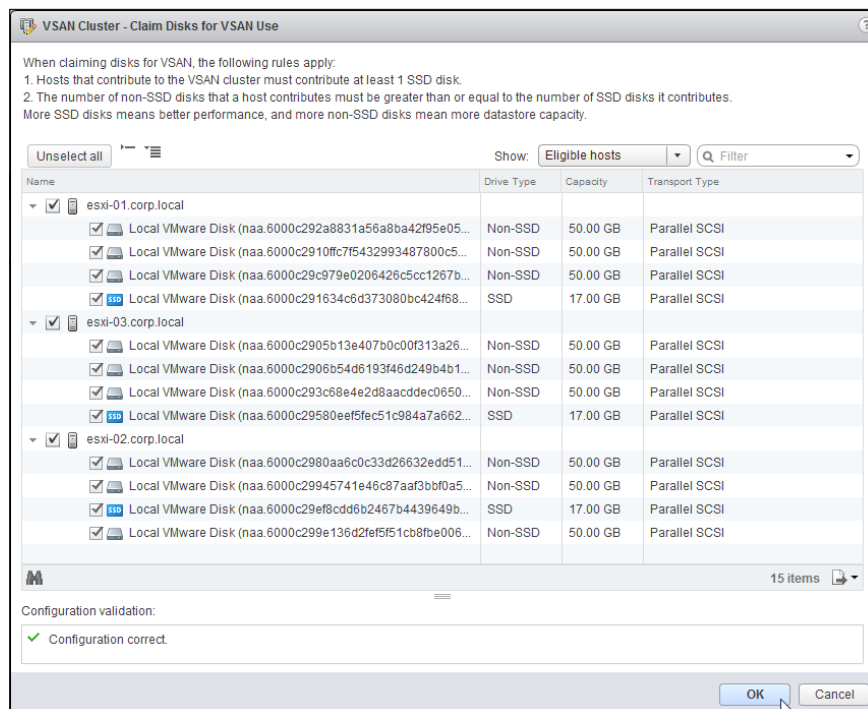 VSAN Cluster - Claim Disks for VSAN Use
?
When claiming disks for VSAN, the following rules apply:
1. Hosts that contribute to the VSAN cluster must contribute at least 1 SSD disk.
2. The number of non-SSD disks that a host contributes must be greater than or equal to the number of SSD disks it contributes.
More SSD disks means better performance, and more non-SSD disks mean more datastore capacity.
Unselect all Show: Eligible hosts Filter
Name Drive Type Capacity Transport Type
esxi-01.corp.local
Local VMware Disk (naa.6000c292a8831a56a8ba42f95e05... Non-SSD 50.00 GB Parallel SCSI
Local VMware Disk (naa.6000c2910ffc7f5432993487800c5... Non-SSD 50.00 GB Parallel SCSI
Local VMware Disk (naa.6000c29c979e0206426c5cc1267b... Non-SSD 50.00 GB Parallel SCSI
SSD Local VMware Disk (naa.6000c291634c6d373080bc424f68... SSD 17.00 GB Parallel SCSI
esxi-03.corp.local
Local VMware Disk (naa.6000c2905b13e407b0c00f313a26... Non-SSD 50.00 GB Parallel SCSI
Local VMware Disk (naa.6000c2906b54d6193f46d249b4b1... Non-SSD 50.00 GB Parallel SCSI
Local VMware Disk (naa.6000c293c68e4e2d8aacddec0650... Non-SSD 50.00 GB Parallel SCSI
SSD Local VMware Disk (naa.6000c29580eef5fec51c984a7a662... SSD 17.00 GB Parallel SCSI
esxi-02.corp.local
Local VMware Disk (naa.6000c2980aa6c0c33d26632edd51... Non-SSD 50.00 GB Parallel SCSI
Local VMware Disk (naa.6000c29945741e46c87aaf3bbf0a5... Non-SSD 50.00 GB Parallel SCSI
SSD Local VMware Disk (naa.6000c29ef8cdd6b2467b4439649b... SSD 17.00 GB Parallel SCSI
Local VMware Disk (naa.6000c299e136d2fef5f51cb8fbe006... Non-SSD 50.00 GB Parallel SCSI
15 items
Configuration validation:
Configuration correct.
OK Cancel